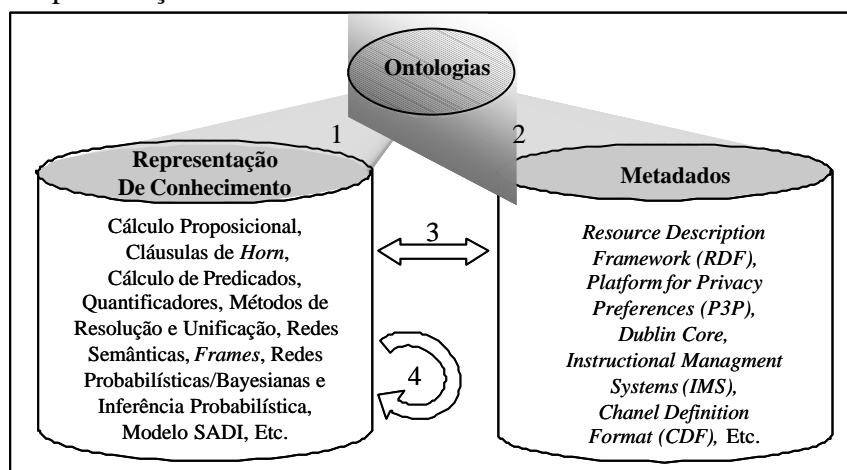 Ontologias
1
2
Representação
De Conhecimento
Cálculo Proposicional,
Cláusulas de Horn,
Cálculo de Predicados,
Quantificadores, Métodos de
Resolução e Unificação, Redes
Semânticas, Frames, Redes
Probabilísticas/Bayesianas e
Inferência Probabilística,
Modelo SADI, Etc.
3
4
Metadados
Resource Description
Framework (RDF),
Platform for Privacy
Preferences (P3P),
Dublin Core,
Instructional Managment
Systems (IMS),
Chanel Definition
Format (CDF), Etc.